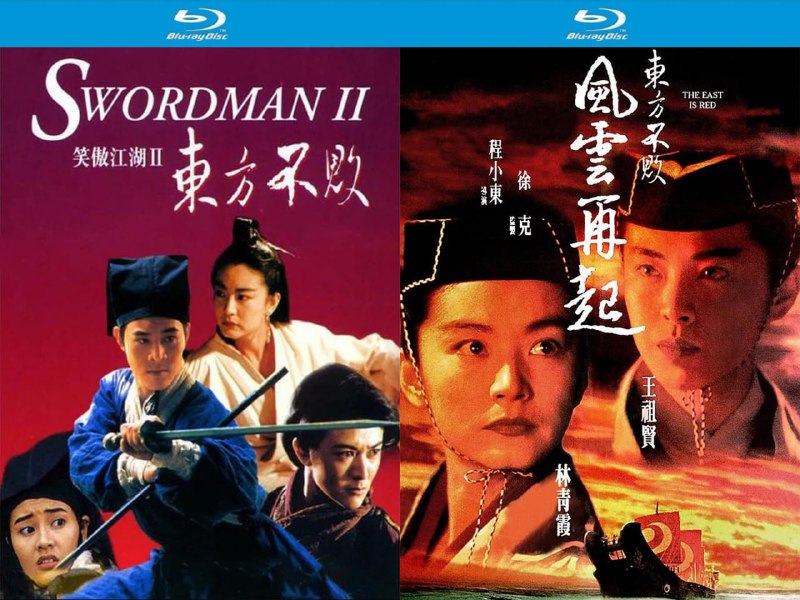 Blu-ray Disc
SWORDMAN II
笑傲江湖II
東方不敗
Blu-ray Disc
東方不敗
風雲再起
THE EAST
IS RED
程小東
導演
徐克
監製
王祖賢
林青霞